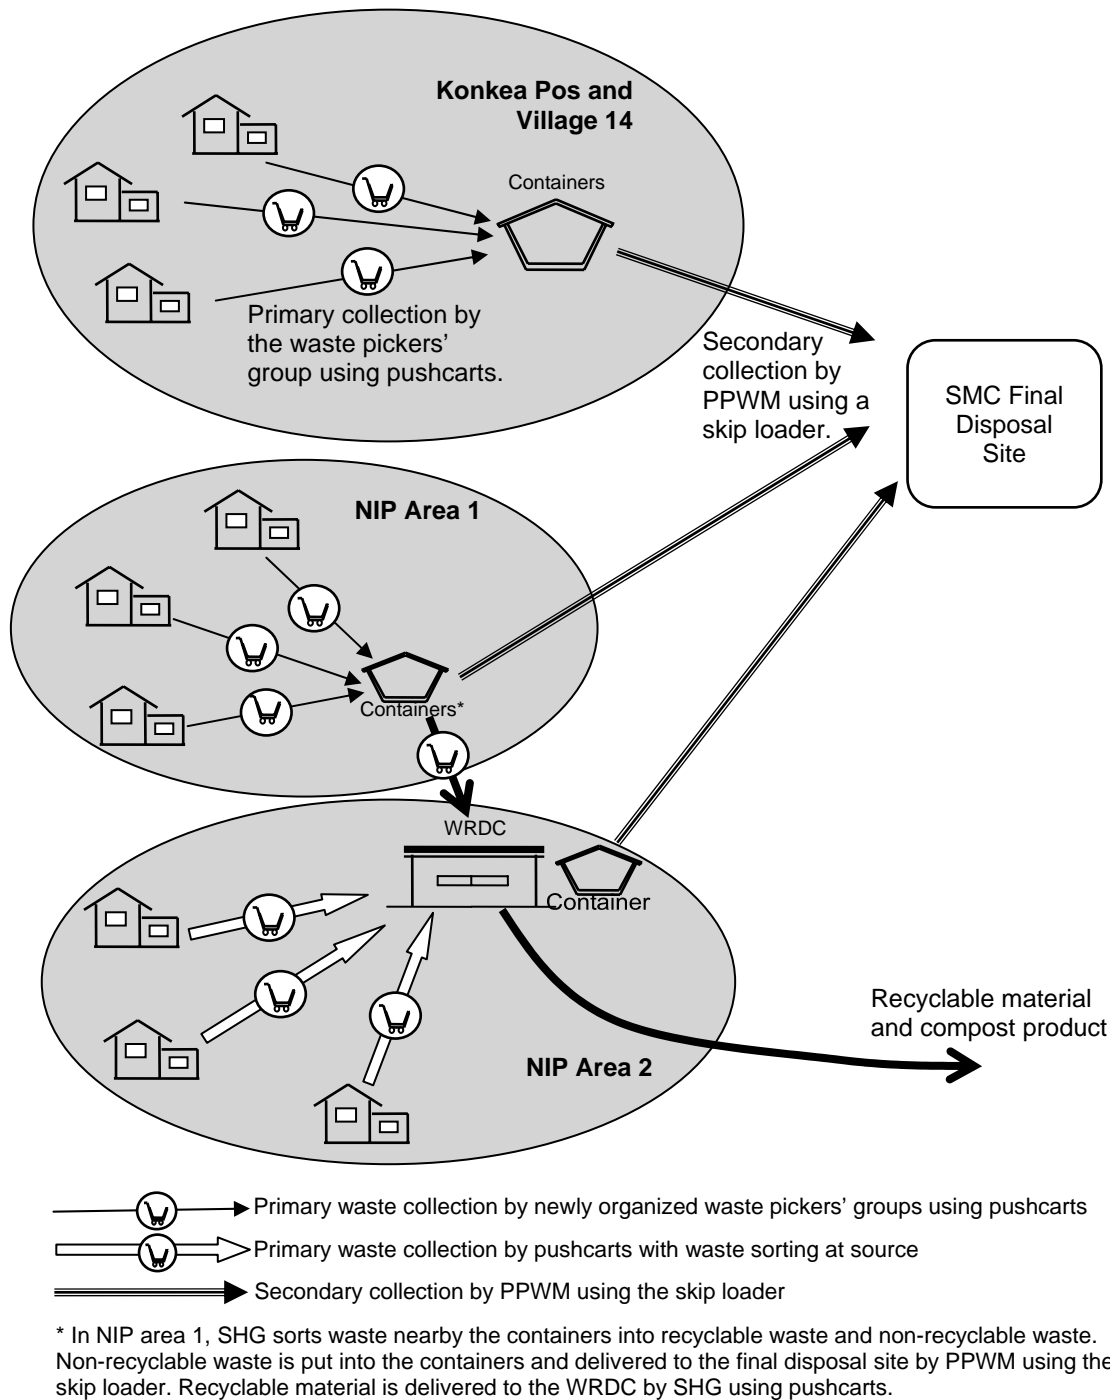 Konkea Pos and
Village 14
Containers
Primary collection by
the waste pickers'
group using pushcarts.
Secondary
collection by
PPWM using a
skip loader.
SMC Final
Disposal
Site
NIP Area 1
Containers*
WRDC
Container
Recyclable material
and compost product
NIP Area 2
Primary waste collection by newly organized waste pickers' groups using pushcarts
Primary waste collection by pushcarts with waste sorting at source
Secondary collection by PPWM using the skip loader
* In NIP area 1, SHG sorts waste nearby the containers into recyclable waste and non-recyclable waste.
Non-recyclable waste is put into the containers and delivered to the final disposal site by PPWM using the
skip loader. Recyclable material is delivered to the WRDC by SHG using pushcarts.